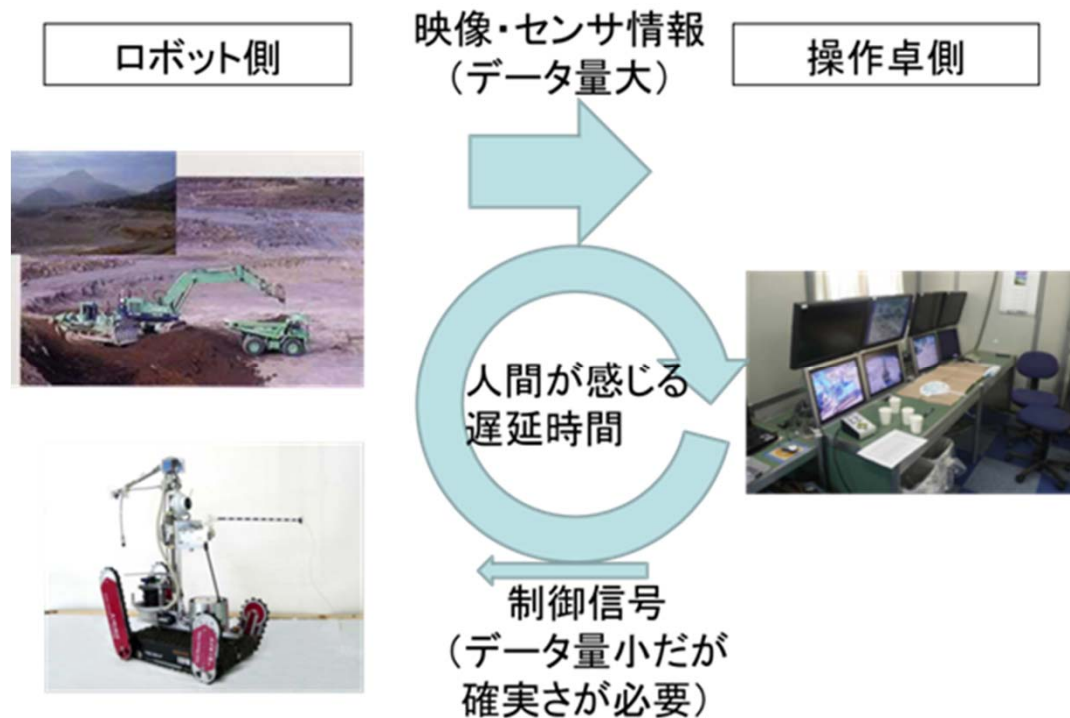 ロボット側
映像・センサ情報
（データ量大）
操作卓側
人間が感じる
遅延時間
制御信号
（データ量小だが
確実さが必要）